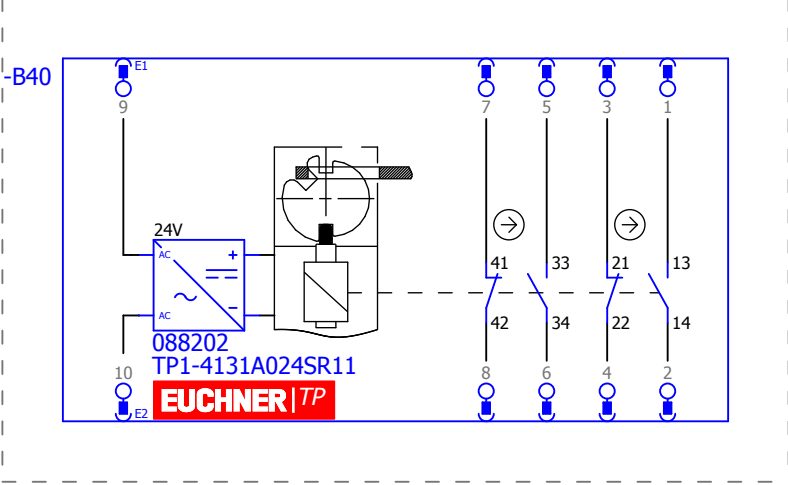 -B40
E1
9 7 5 3 1
24V
AC + AC -
41 33 21 13
42 34 22 14
088202
TP1-4131A024SR11
EUCHNER|TP
10 8 6 4 2
E2